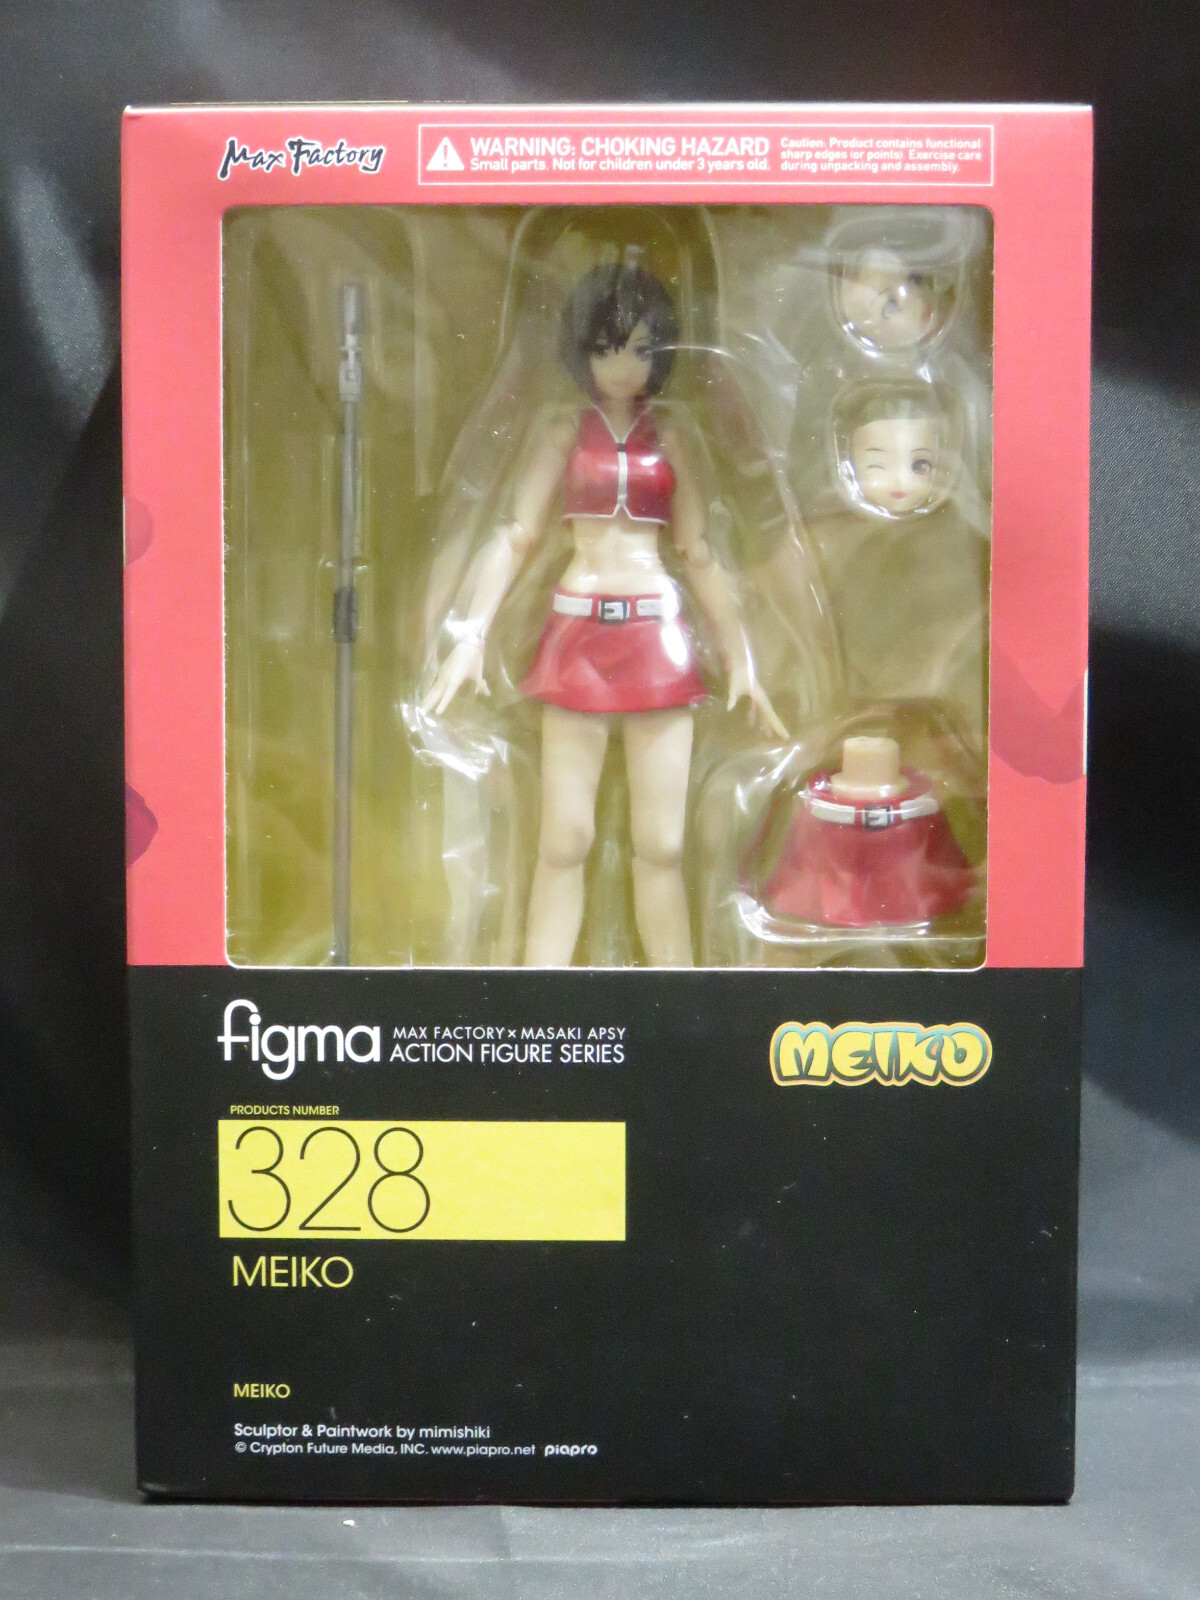 Max Factory
WARNING: CHOKING HAZARD
Small parts. Not for children under 3 years old.
Caution: Product contains functional
sharp edges (or points). Exercise care
during unpacking and assembly.
figma
MAX FACTORY × MASAKI APSY
ACTION FIGURE SERIES
MEIKO
PRODUCTS NUMBER
328
MEIKO
MEIKO
Sculptor & Paintwork by mimishiki
© Crypton Future Media, INC. www.piapro.net piapro